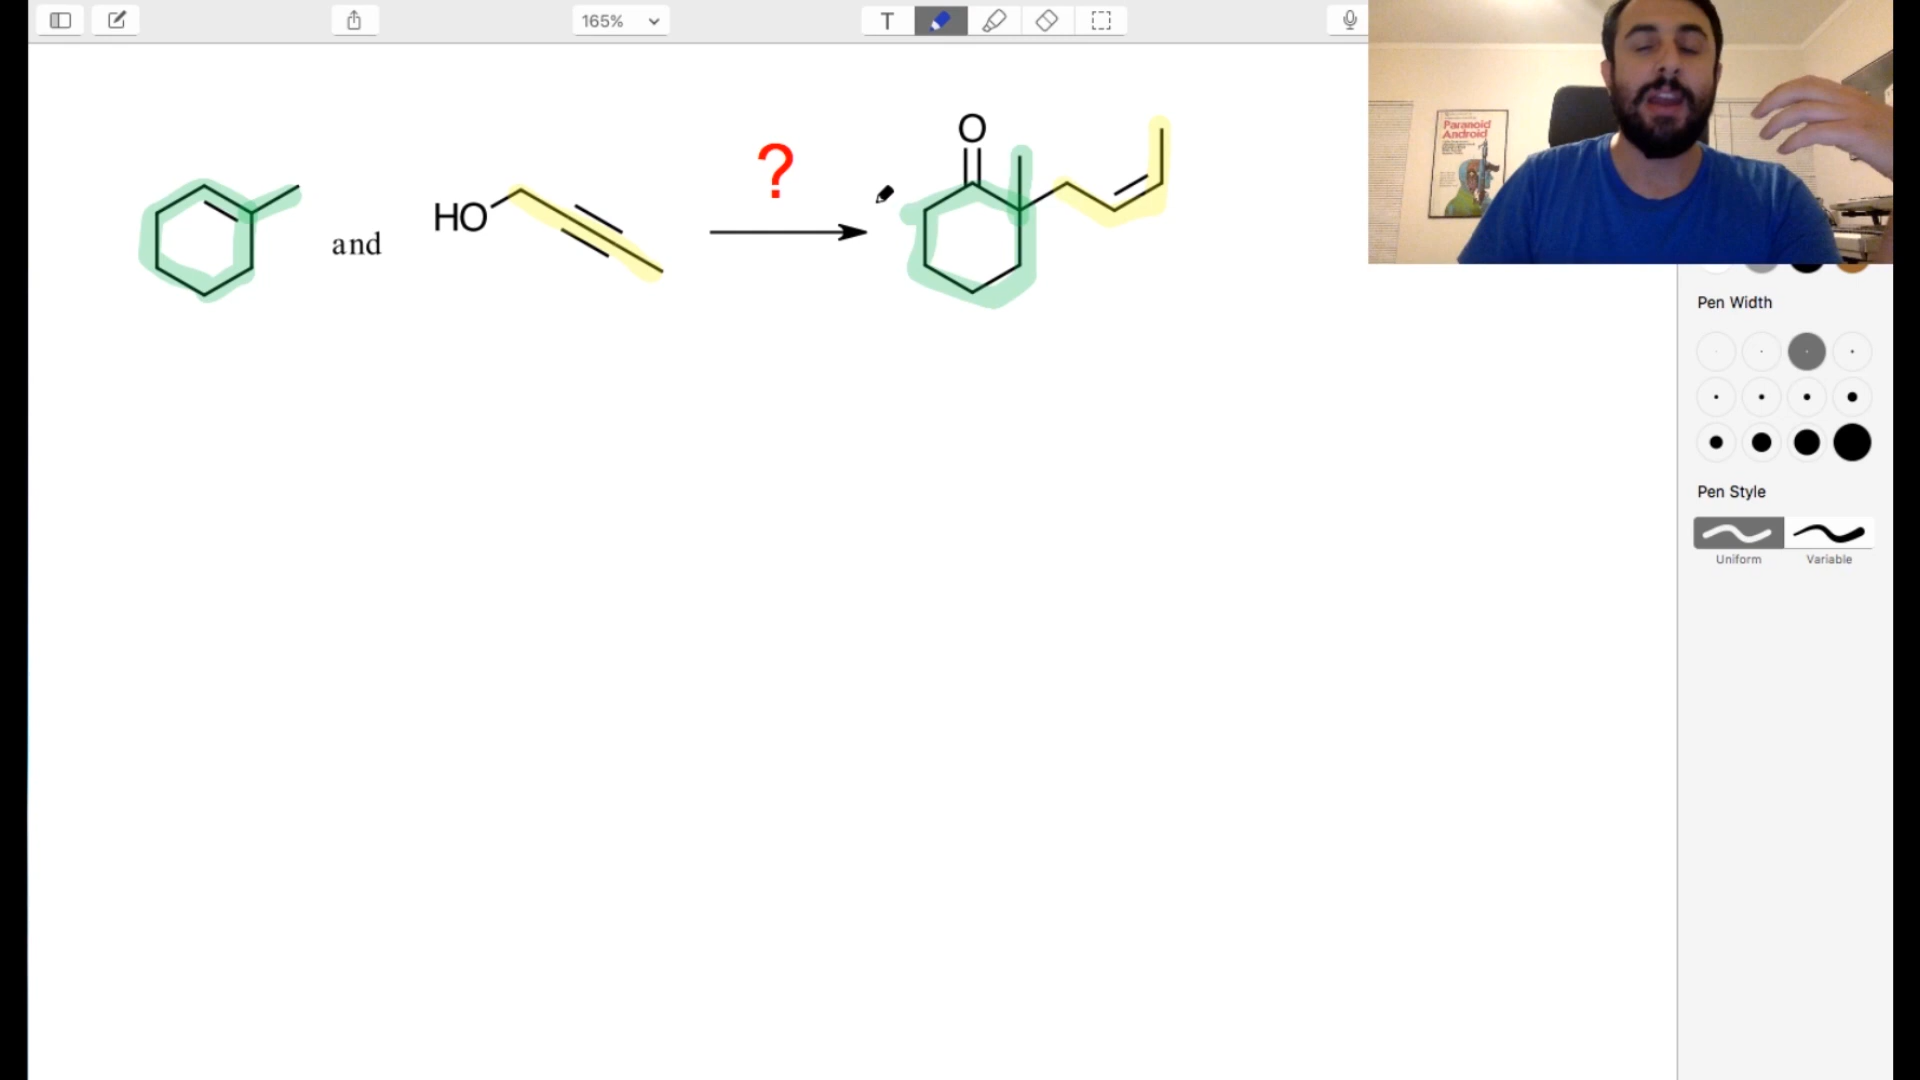 165%
T
?
O
HO
and
Paranoid
Android
Pen Width
Pen Style
Uniform
Variable